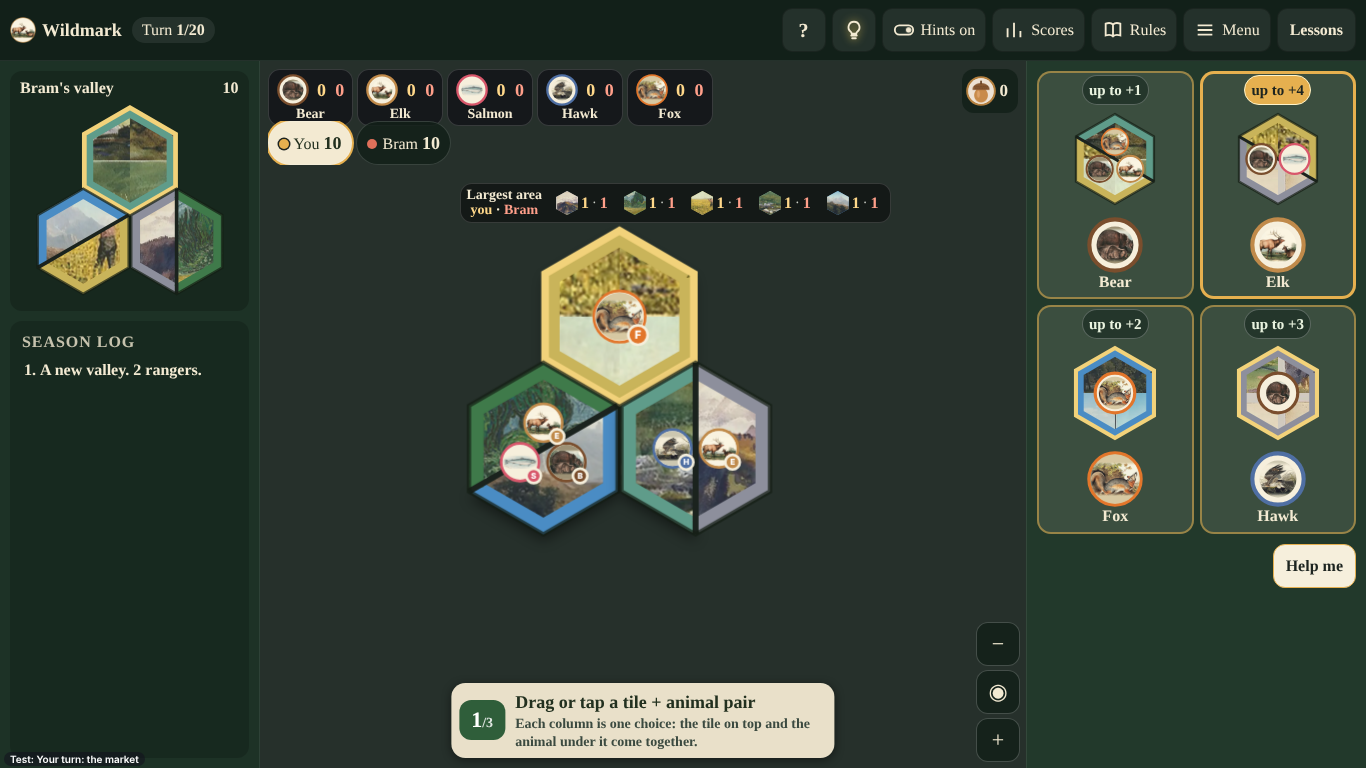 Wildmark
Turn 1/20
?
Hints on
Scores
Rules
Menu
Lessons
Bram's valley
10
SEASON LOG
1. A new valley. 2 rangers.
0 0
Bear
0 0
Elk
0 0
Salmon
0 0
Hawk
0 0
Fox
0
You 10
Bram 10
Largest area
you · Bram
1 · 1
1 · 1
1 · 1
1 · 1
1 · 1
F
E
S
B
H
E
up to +1
Bear
up to +4
Elk
up to +2
Fox
up to +3
Hawk
Help me
−
+
1/3
Drag or tap a tile + animal pair
Each column is one choice: the tile on top and the
animal under it come together.
Test: Your turn: the market